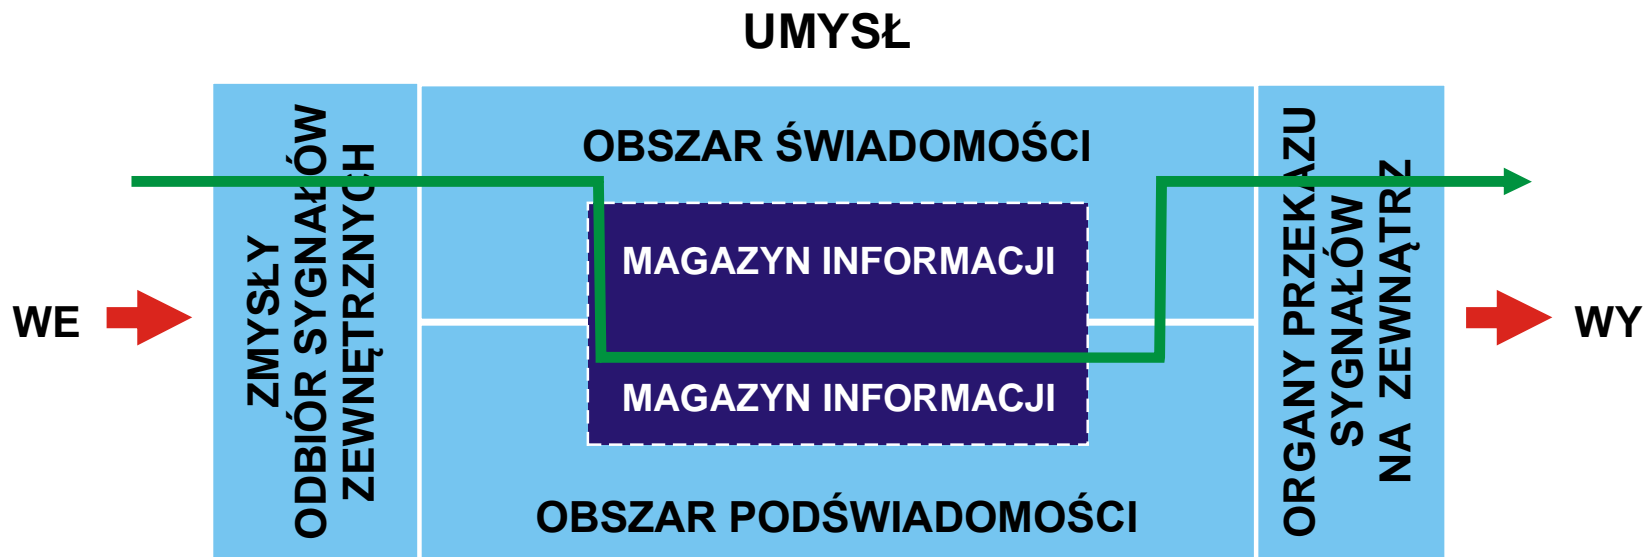 UMYSŁ
WE
ZMYSŁY
ODBIÓR SYGNAŁÓW
ZEWNĘTRZNYCH
OBSZAR ŚWIADOMOŚCI
MAGAZYN INFORMACJI
MAGAZYN INFORMACJI
OBSZAR PODŚWIADOMOŚCI
ORGANY PRZEKAZU
SYGNAŁÓW
NA ZEWNĄTRZ
WY